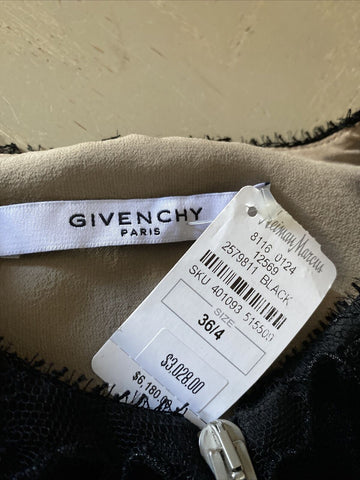 GIVENCHY
PARIS
Neiman Marcus
8116 0124
12569
2579811 BLACK
SKU 401093 515500
SIZE
36/4
$3,028.00
$6,180.00